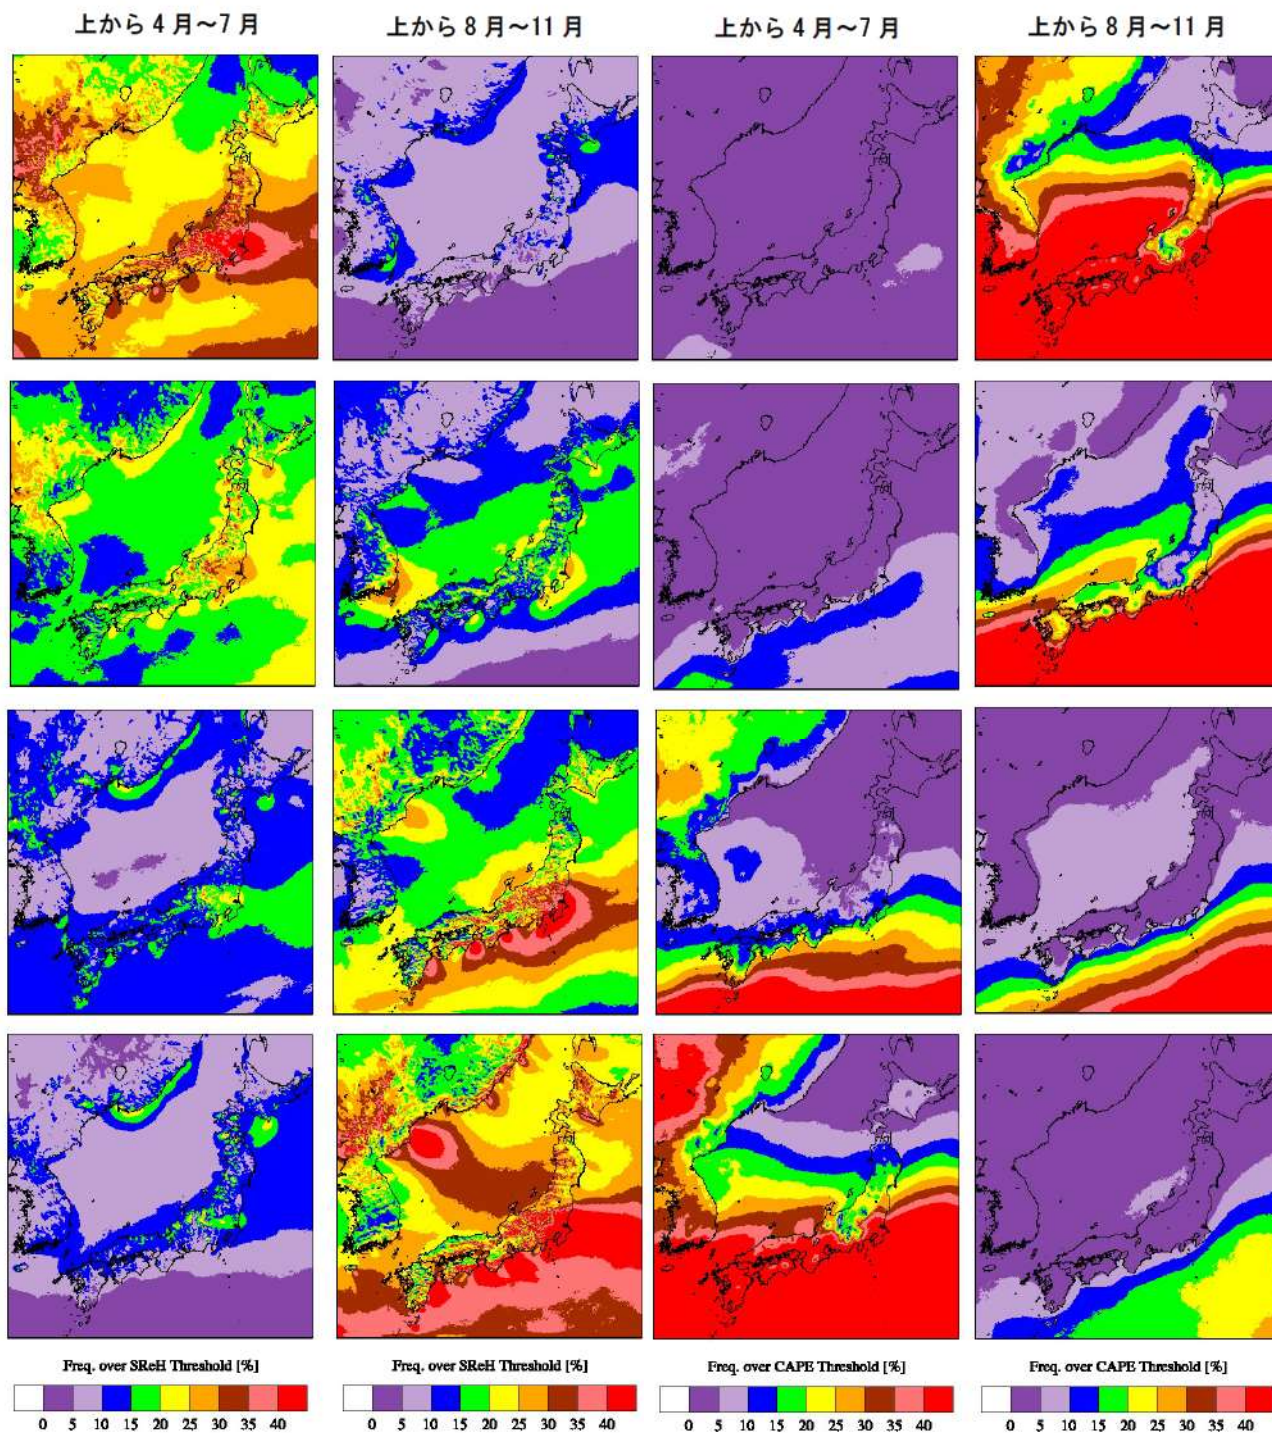 上から4月～7月
上から8月～11月
上から4月～7月
上から8月～11月
Freq. over SReH Threshold [%]
Freq. over SReH Threshold [%]
Freq. over CAPE Threshold [%]
Freq. over CAPE Threshold [%]
0 5 10 15 20 25 30 35 40
0 5 10 15 20 25 30 35 40
0 5 10 15 20 25 30 35 40
0 5 10 15 20 25 30 35 40